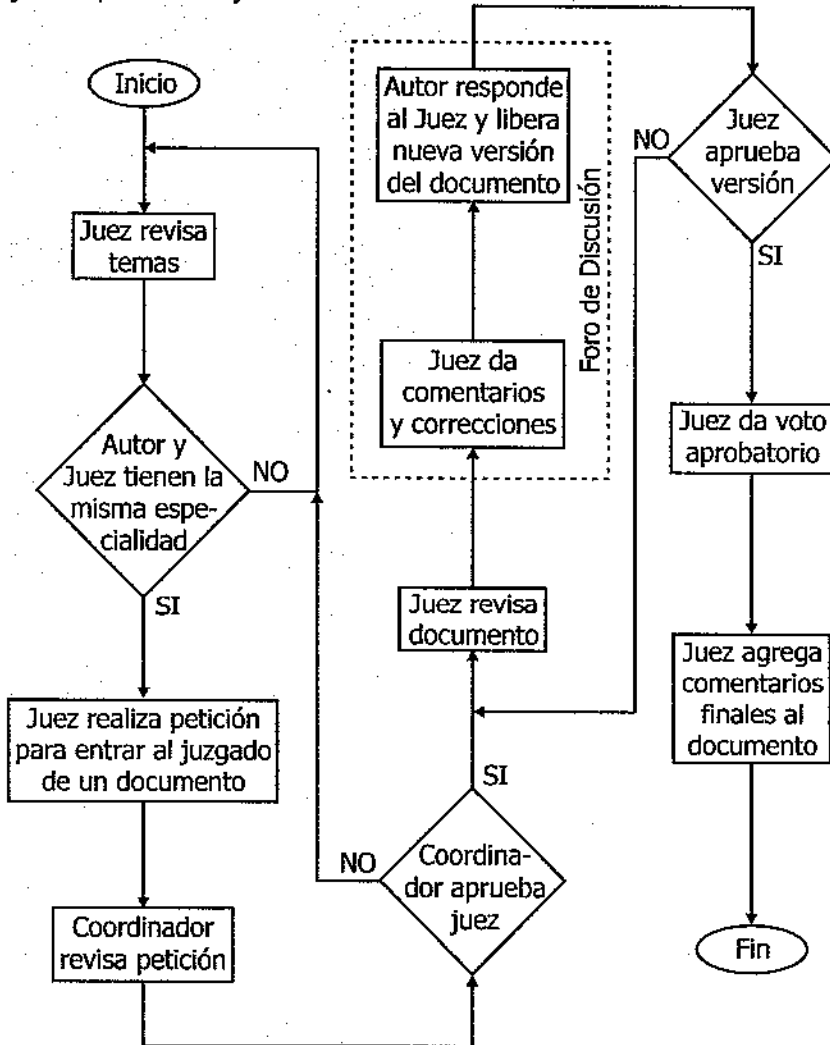 Inicio
Juez revisa
temas
Autor y
Juez tienen la
misma espe-
cialidad
NO
SI
Juez realiza petición
para entrar al juzgado
de un documento
Coordinador
revisa petición
Coordina-
dor aprueba
juez
NO
SI
Juez revisa
documento
Juez da
comentarios
y correcciones
Autor responde
al Juez y libera
nueva versión
del documento
Foro de Discusión
Juez
aprueba
versión
NO
SI
Juez da voto
aprobatorio
Juez agrega
comentarios
finales al
documento
Fin